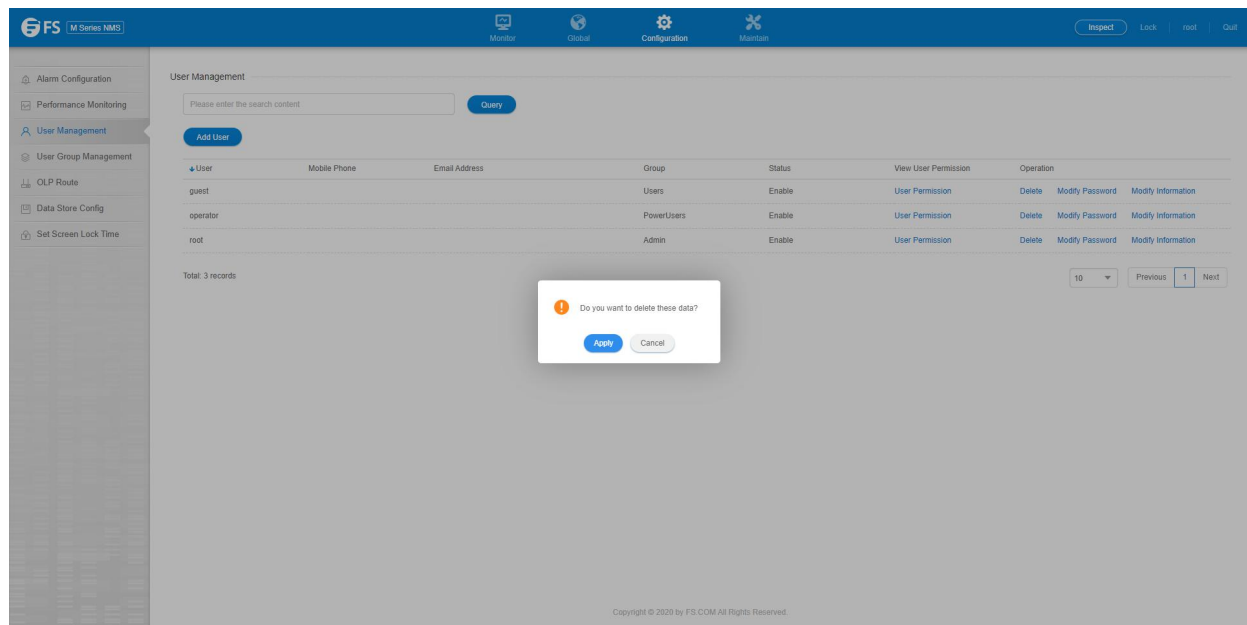 FS M Series NMS
Monitor Global Configuration Maintain
Inspect Lock root Quit
Alarm Configuration
Performance Monitoring
User Management
User Group Management
OLP Route
Data Store Config
Set Screen Lock Time
User Management
Please enter the search content Query
Add User
User Mobile Phone Email Address Group Status View User Permission Operation
guest Users Enable User Permission Delete Modify Password Modify Information
operator PowerUsers Enable User Permission Delete Modify Password Modify Information
root Admin Enable User Permission Delete Modify Password Modify Information
Total: 3 records 10 Previous 1 Next
Do you want to delete these data?
Apply Cancel
Copyright © 2020 by FS.COM All Rights Reserved.